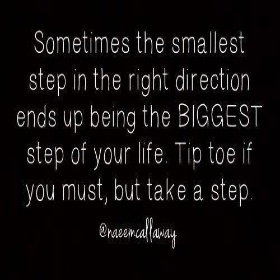 Sometimes the smallest
step in the right direction
ends up being the BIGGEST
step of your life. Tip toe if
you must, but take a step.
@naeemcallaway